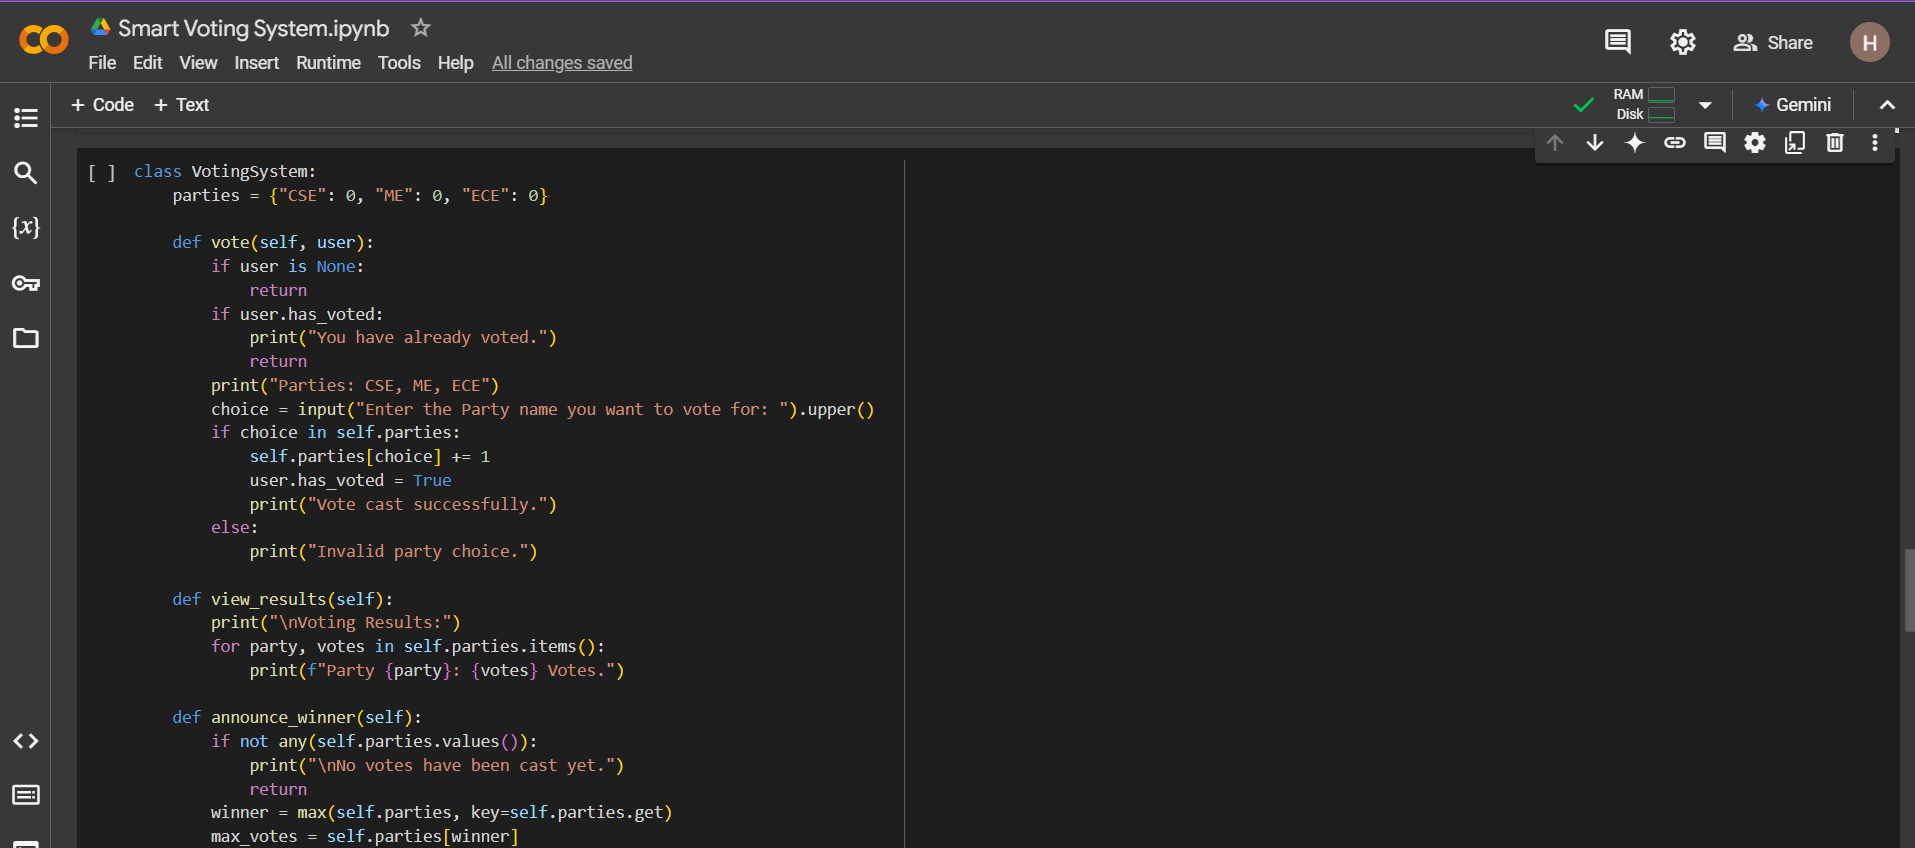 Smart Voting System.ipynb
File Edit View Insert Runtime Tools Help All changes saved
Share
H
+ Code + Text
RAM
Disk
Gemini
{x}
[ ] class VotingSystem:
    parties = {"CSE": 0, "ME": 0, "ECE": 0}
    def vote(self, user):
        if user is None:
            return
        if user.has_voted:
            print("You have already voted.")
            return
        print("Parties: CSE, ME, ECE")
        choice = input("Enter the Party name you want to vote for: ").upper()
        if choice in self.parties:
            self.parties[choice] += 1
            user.has_voted = True
            print("Vote cast successfully.")
        else:
            print("Invalid party choice.")
    def view_results(self):
        print("\nVoting Results:")
        for party, votes in self.parties.items():
            print(f"Party {party}: {votes} Votes.")
    def announce_winner(self):
        if not any(self.parties.values()):
            print("\nNo votes have been cast yet.")
            return
        winner = max(self.parties, key=self.parties.get)
        max_votes = self.parties[winner]